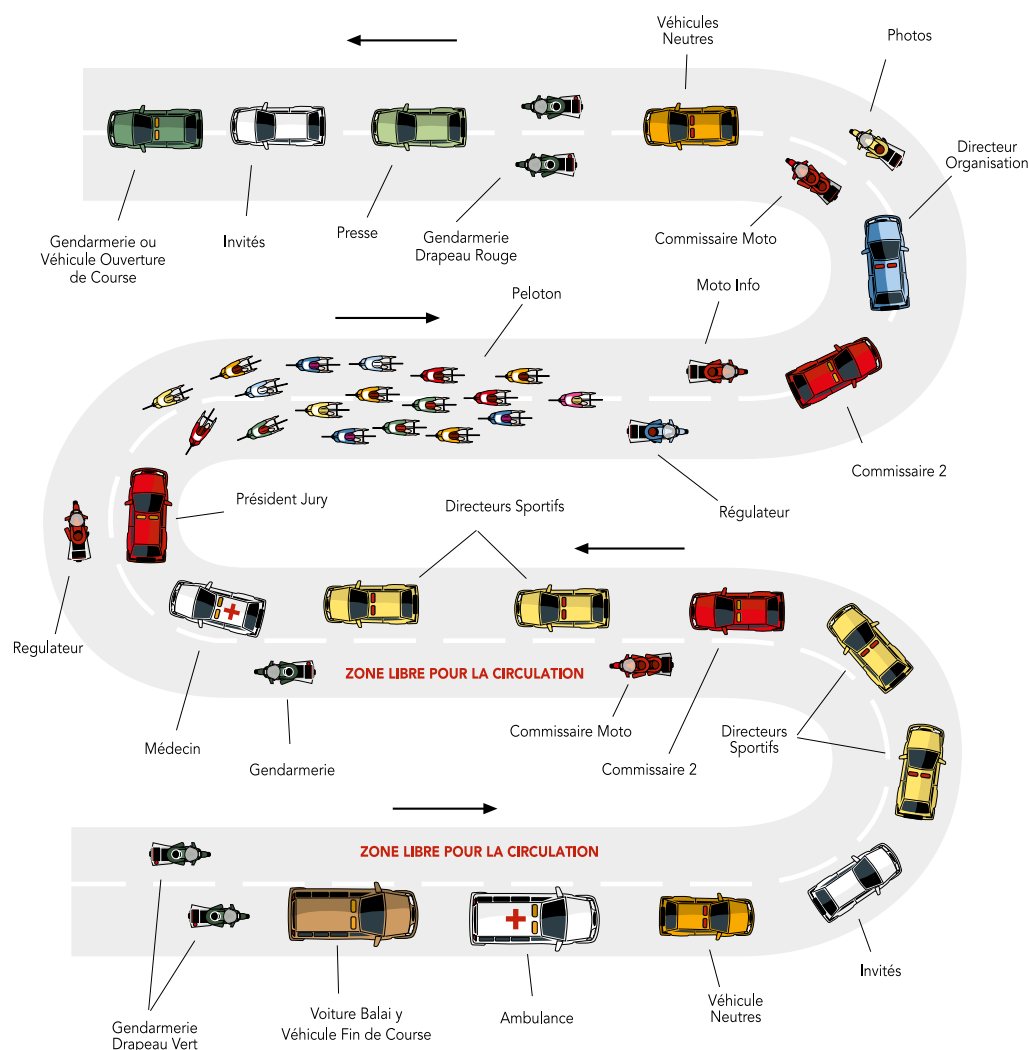 Véhicules
Neutres
Photos
Directeur
Organisation
Gendarmerie ou
Véhicule Ouverture
de Course
Invités
Presse
Gendarmerie
Drapeau Rouge
Commissaire Moto
Moto Info
Peloton
Commissaire 2
Régulateur
Président Jury
Directeurs Sportifs
Regulateur
ZONE LIBRE POUR LA CIRCULATION
Médecin
Gendarmerie
Commissaire Moto
Commissaire 2
Directeurs
Sportifs
ZONE LIBRE POUR LA CIRCULATION
Invités
Gendarmerie
Drapeau Vert
Voiture Balai y
Véhicule Fin de Course
Ambulance
Véhicule
Neutres